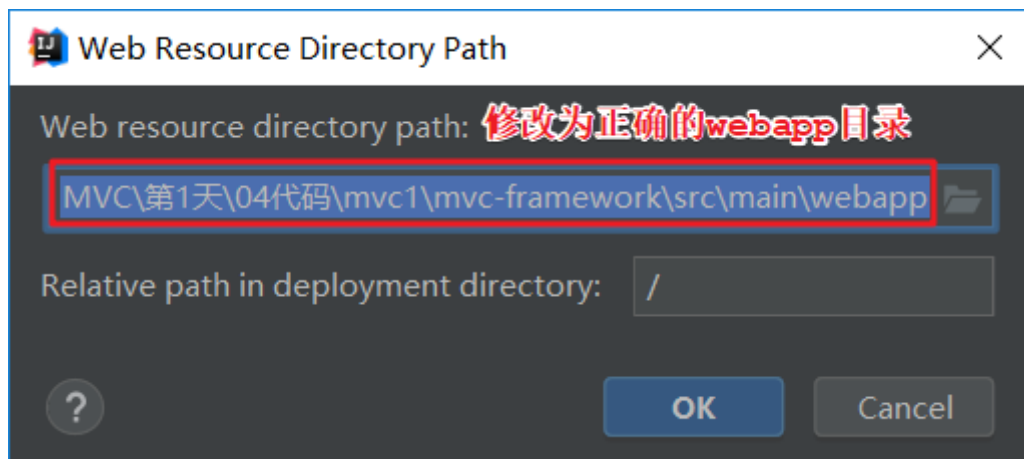 Web Resource Directory Path
Web resource directory path: 修改为正确的webapp目录
MVC\第1天\04代码\mvc1\mvc-framework\src\main\webapp
Relative path in deployment directory: /
? OK Cancel